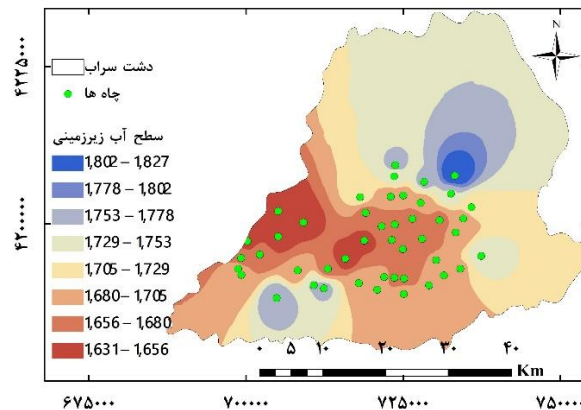 N
دشت سراب
چاه ها
سطح آب زیرزمینی
1,802 – 1,827
1,778 – 1,802
1,753 – 1,778
1,729 – 1,753
1,705 – 1,729
1,680 – 1,705
1,656 – 1,680
1,631 – 1,656
۰ ۵ ۱۰ ۲۰ ۳۰ ۴۰
Km
۴۲۲۵۰۰۰
۴۲۰۰۰۰۰
۶۷۵۰۰۰ ۷۰۰۰۰۰ ۷۲۵۰۰۰ ۷۵۰۰۰۰